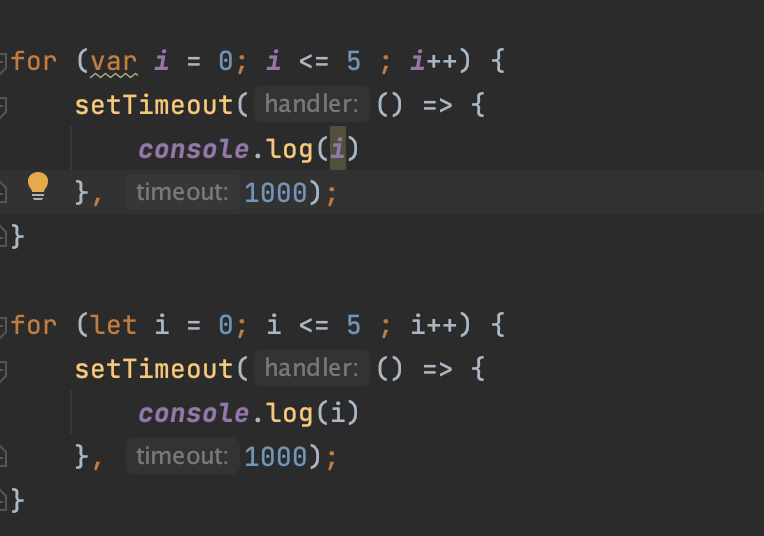 for (var i = 0; i <= 5 ; i++) {
    setTimeout( handler: () => {
        console.log(i)
    }, timeout: 1000);
}
for (let i = 0; i <= 5 ; i++) {
    setTimeout( handler: () => {
        console.log(i)
    }, timeout: 1000);
}